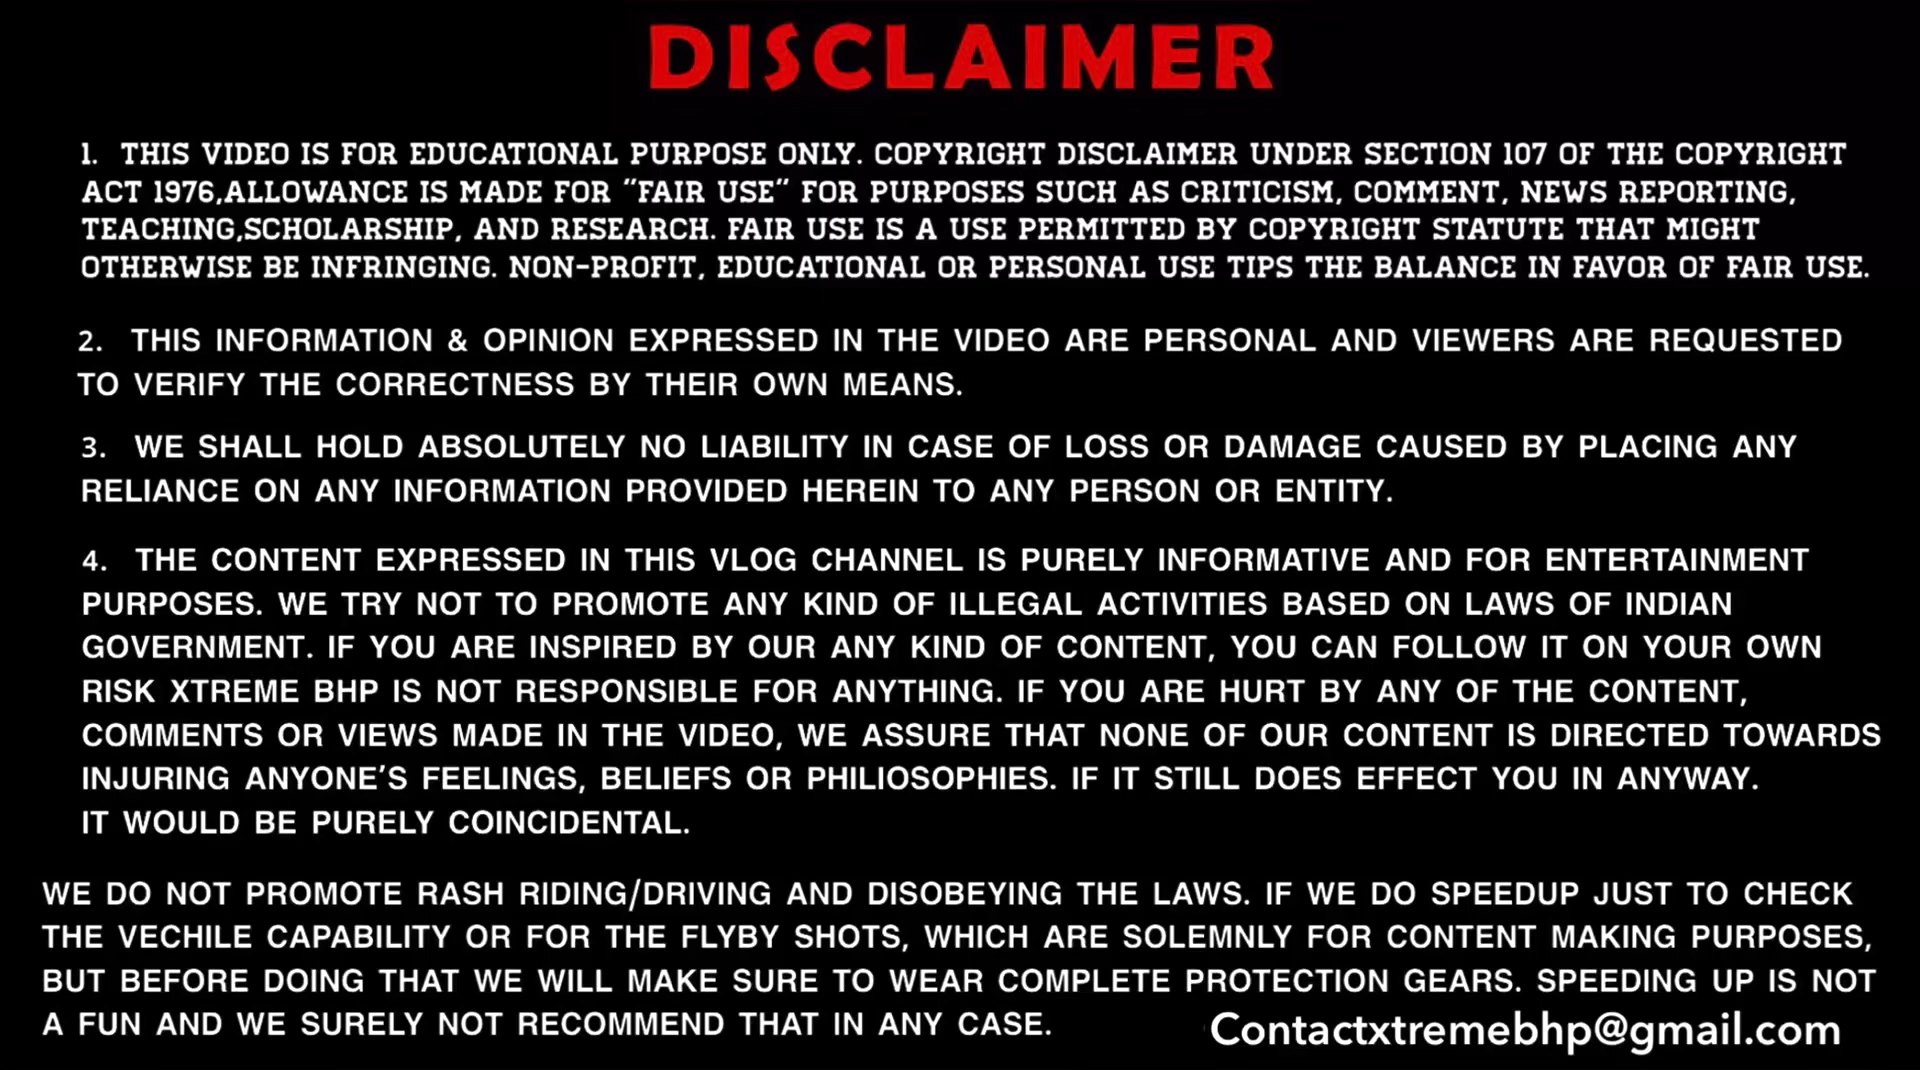 DISCLAIMER
1. THIS VIDEO IS FOR EDUCATIONAL PURPOSE ONLY. COPYRIGHT DISCLAIMER UNDER SECTION 107 OF THE COPYRIGHT
ACT 1976,ALLOWANCE IS MADE FOR "FAIR USE" FOR PURPOSES SUCH AS CRITICISM, COMMENT, NEWS REPORTING,
TEACHING,SCHOLARSHIP, AND RESEARCH. FAIR USE IS A USE PERMITTED BY COPYRIGHT STATUTE THAT MIGHT
OTHERWISE BE INFRINGING. NON-PROFIT, EDUCATIONAL OR PERSONAL USE TIPS THE BALANCE IN FAVOR OF FAIR USE.
2. THIS INFORMATION & OPINION EXPRESSED IN THE VIDEO ARE PERSONAL AND VIEWERS ARE REQUESTED
TO VERIFY THE CORRECTNESS BY THEIR OWN MEANS.
3. WE SHALL HOLD ABSOLUTELY NO LIABILITY IN CASE OF LOSS OR DAMAGE CAUSED BY PLACING ANY
RELIANCE ON ANY INFORMATION PROVIDED HEREIN TO ANY PERSON OR ENTITY.
4. THE CONTENT EXPRESSED IN THIS VLOG CHANNEL IS PURELY INFORMATIVE AND FOR ENTERTAINMENT
PURPOSES. WE TRY NOT TO PROMOTE ANY KIND OF ILLEGAL ACTIVITIES BASED ON LAWS OF INDIAN
GOVERNMENT. IF YOU ARE INSPIRED BY OUR ANY KIND OF CONTENT, YOU CAN FOLLOW IT ON YOUR OWN
RISK XTREME BHP IS NOT RESPONSIBLE FOR ANYTHING. IF YOU ARE HURT BY ANY OF THE CONTENT,
COMMENTS OR VIEWS MADE IN THE VIDEO, WE ASSURE THAT NONE OF OUR CONTENT IS DIRECTED TOWARDS
INJURING ANYONE'S FEELINGS, BELIEFS OR PHILIOSOPHIES. IF IT STILL DOES EFFECT YOU IN ANYWAY.
IT WOULD BE PURELY COINCIDENTAL.
WE DO NOT PROMOTE RASH RIDING/DRIVING AND DISOBEYING THE LAWS. IF WE DO SPEEDUP JUST TO CHECK
THE VECHILE CAPABILITY OR FOR THE FLYBY SHOTS, WHICH ARE SOLEMNLY FOR CONTENT MAKING PURPOSES,
BUT BEFORE DOING THAT WE WILL MAKE SURE TO WEAR COMPLETE PROTECTION GEARS. SPEEDING UP IS NOT
A FUN AND WE SURELY NOT RECOMMEND THAT IN ANY CASE.
Contactxtremebhp@gmail.com